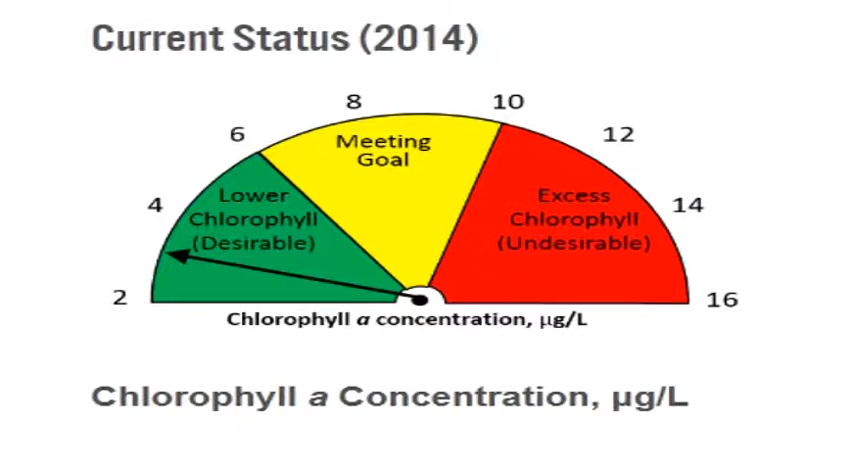 Current Status (2014)
8
10
6
12
Meeting
Goal
4
14
Lower
Chlorophyll
(Desirable)
Excess
Chlorophyll
(Undesirable)
2
16
Chlorophyll a concentration, µg/L
Chlorophyll a Concentration, µg/L